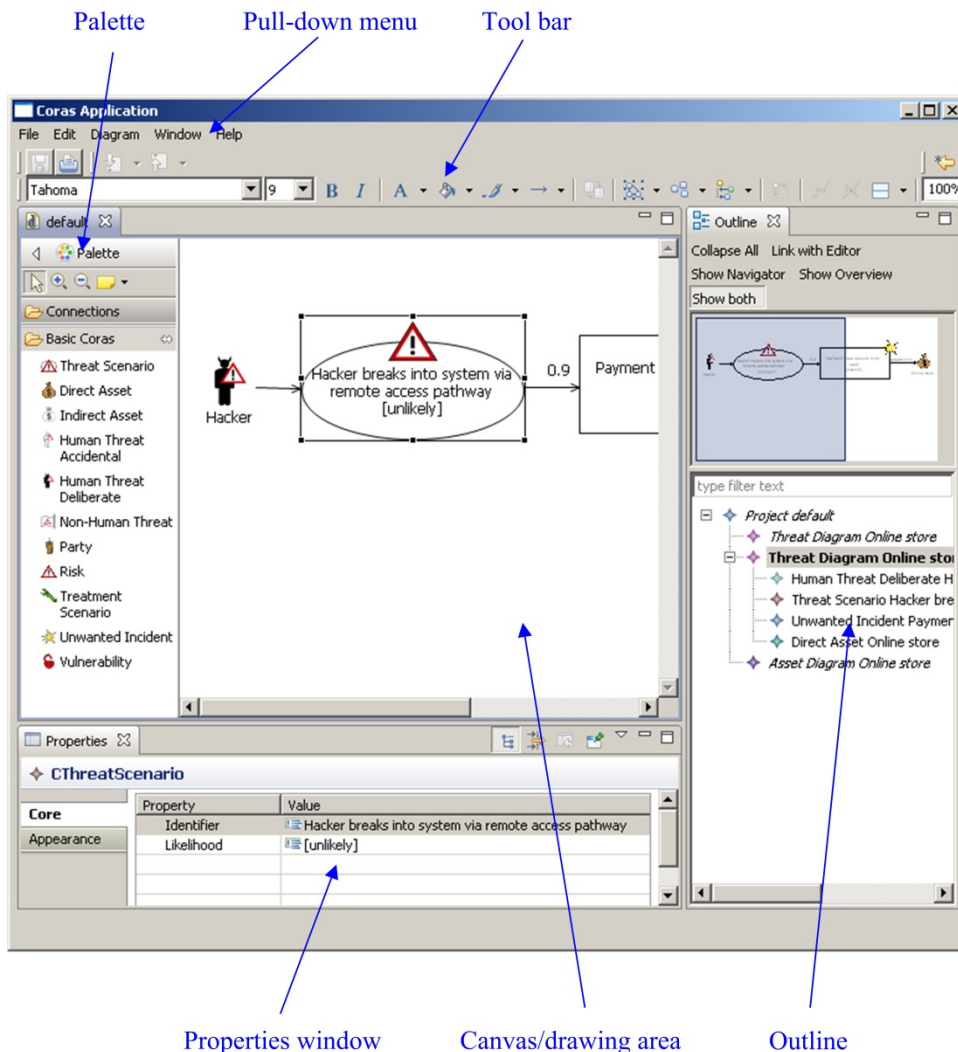 Palette Pull-down menu Tool bar
Coras Application
File Edit Diagram Window Help
Tahoma 9 B I A 100%
default
Palette
Connections
Basic Coras
Threat Scenario
Direct Asset
Indirect Asset
Human Threat
Accidental
Human Threat
Deliberate
Non-Human Threat
Party
Risk
Treatment
Scenario
Unwanted Incident
Vulnerability
Hacker
Hacker breaks into system via
remote access pathway
[unlikely]
0.9
Payment
Outline
Collapse All Link with Editor
Show Navigator Show Overview
Show both
type filter text
Project default
Threat Diagram Online store
Threat Diagram Online stor
Human Threat Deliberate H
Threat Scenario Hacker bre
Unwanted Incident Paymer
Direct Asset Online store
Asset Diagram Online store
Properties
CThreatScenario
Core
Appearance
Property Value
Identifier Hacker breaks into system via remote access pathway
Likelihood [unlikely]
Properties window Canvas/drawing area Outline